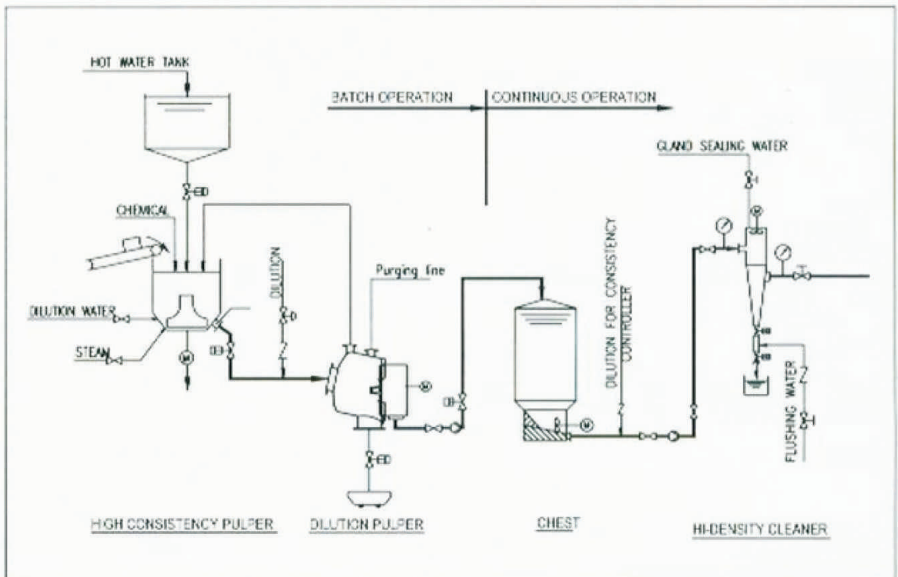 HOT WATER TANK
BATCH OPERATION
CONTINUOUS OPERATION
GLAND SEALING WATER
M
CHEMICAL
DILUTION
Purging line
DILUTION FOR CONSISTENCY
CONTROLLER
DILUTION WATER
STEAM
M
M
M
FLUSHING WATER
HIGH CONSISTENCY PULPER
DILUTION PULPER
CHEST
HI-DENSITY CLEANER